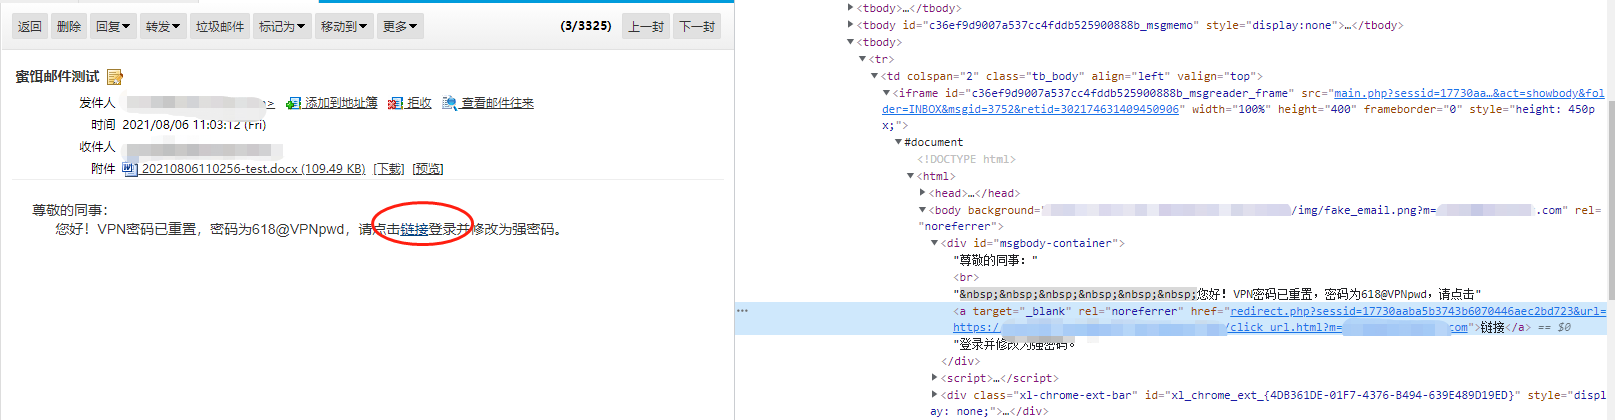 返回 删除 回复 转发 垃圾邮件 标记为 移动到 更多 (3/3325) 上一封 下一封
蜜饵邮件测试
发件人 > 添加到地址簿 拒收 查看邮件往来
时间 2021/08/06 11:03:12 (Fri)
收件人
附件 20210806110256-test.docx (109.49 KB) [下载] [预览]
尊敬的同事：
您好！VPN密码已重置，密码为618@VPNpwd，请点击链接登录并修改为强密码。
<tbody>…</tbody>
<tbody id="c36ef9d9007a537cc4fddb525900888b_msgmemo" style="display:none">…</tbody>
<tbody>
<tr>
<td colspan="2" class="tb_body" align="left" valign="top">
<iframe id="c36ef9d9007a537cc4fddb525900888b_msgreader_frame" src="main.php?sessid=17730aa…&act=showbody&fo
lder=INBOX&msgid=3752&retid=302174631409450906" width="100%" height="400" frameborder="0" style="height: 450p
x;">
#document
<!DOCTYPE html>
<html>
<head>…</head>
<body background="/img/fake_email.png?m=.com" rel=
"noreferrer">
<div id="msgbody-container">
"尊敬的同事："
<br>
"&nbsp;&nbsp;&nbsp;&nbsp;&nbsp;&nbsp;您好！VPN密码已重置，密码为618@VPNpwd，请点击"
<a target="_blank" rel="noreferrer" href="redirect.php?sessid=17730aaba5b3743b6070446aec2bd723&url=
https:/click_url.html?m=com">链接</a> == $0
"登录并修改为强密码。
</div>
<script>…</script>
<div class="xl-chrome-ext-bar" id="xl_chrome_ext_{4DB361DE-01F7-4376-B494-639E489D19ED}" style="displ
ay: none;">…</div>